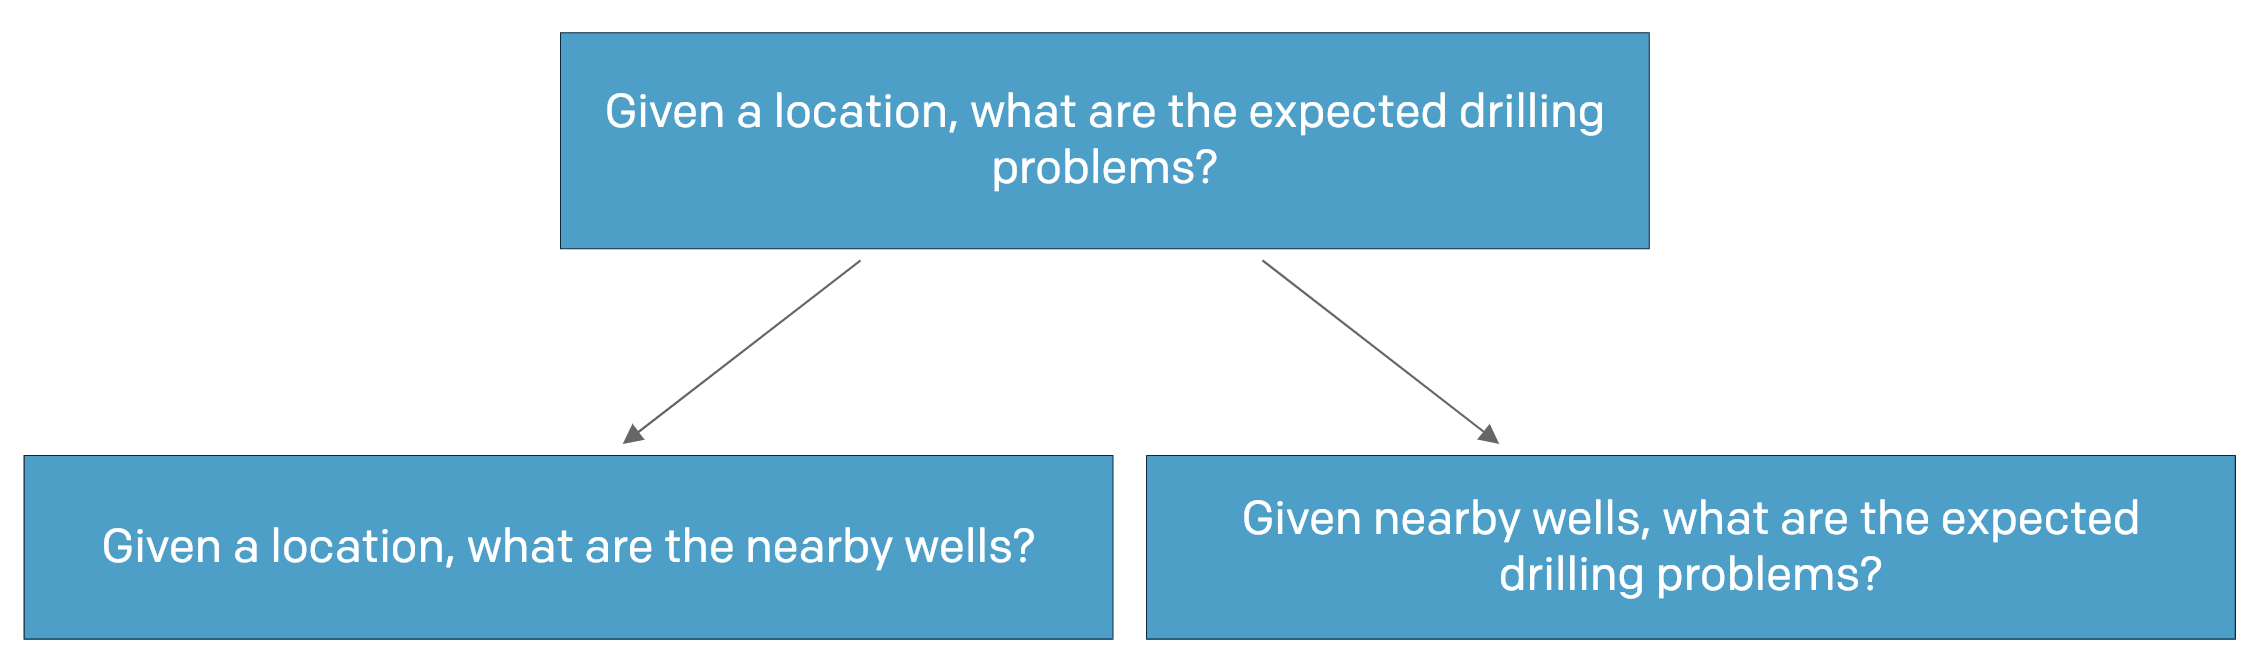 Given a location, what are the expected drilling
problems?
Given a location, what are the nearby wells?
Given nearby wells, what are the expected
drilling problems?